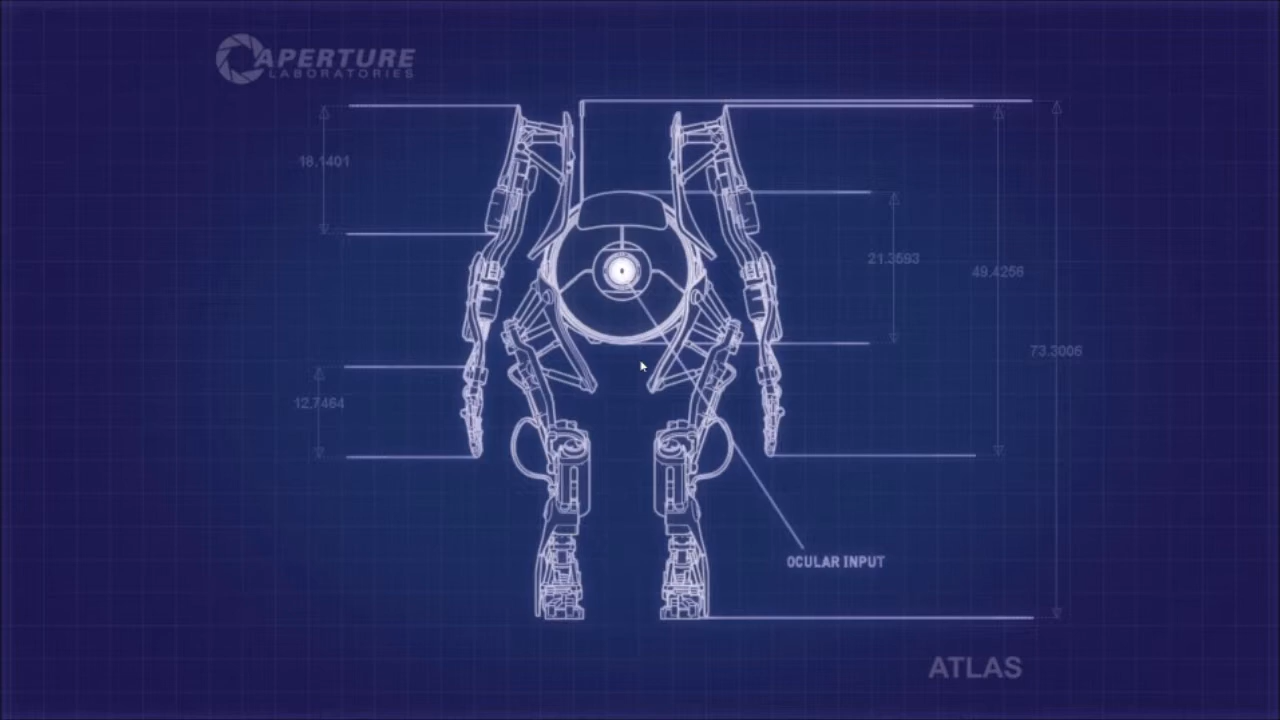 APERTURE
LABORATORIES
18.1401
21.3593
49.4256
73.3006
12.7464
OCULAR INPUT
ATLAS